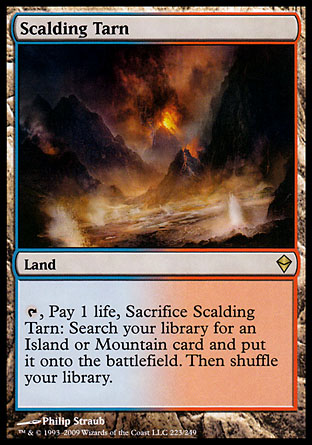 Scalding Tarn
Land
, Pay 1 life, Sacrifice Scalding
Tarn: Search your library for an
Island or Mountain card and put
it onto the battlefield. Then shuffle
your library.
Philip Straub
™ & © 1993–2009 Wizards of the Coast LLC 223/249